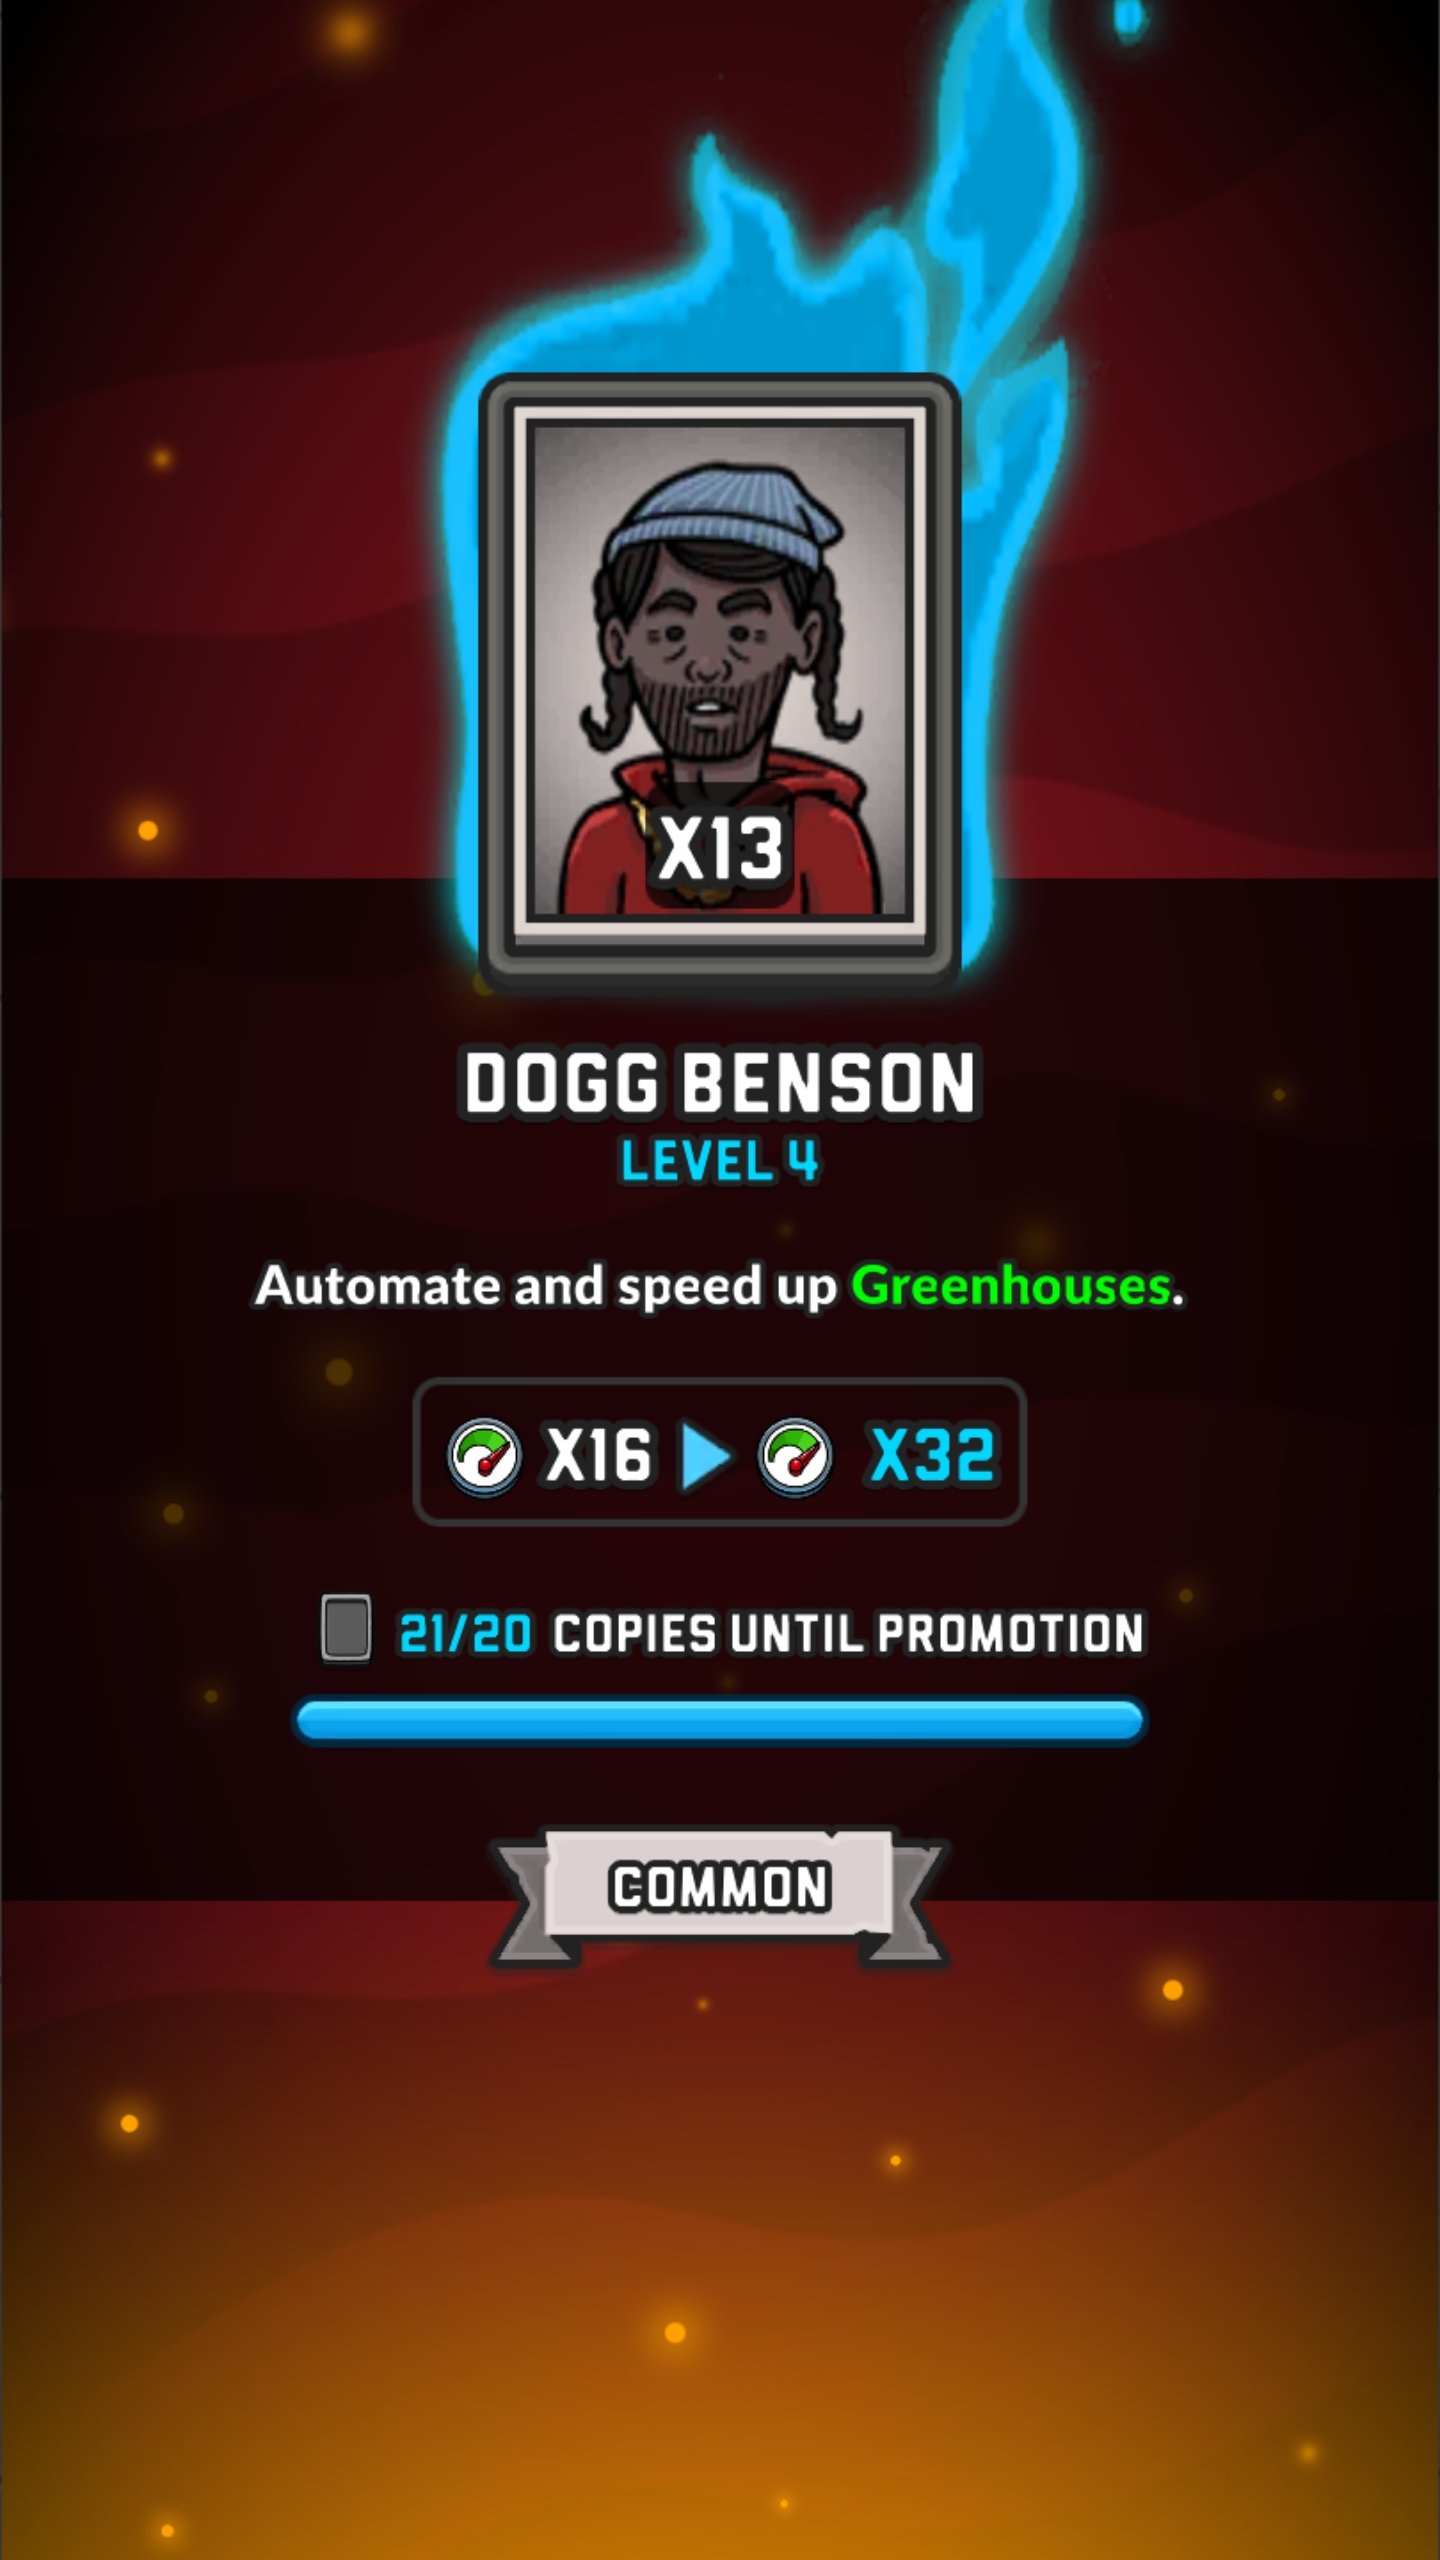 X13
DOGG BENSON
LEVEL 4
Automate and speed up Greenhouses.
X16 X32
21/20 COPIES UNTIL PROMOTION
COMMON